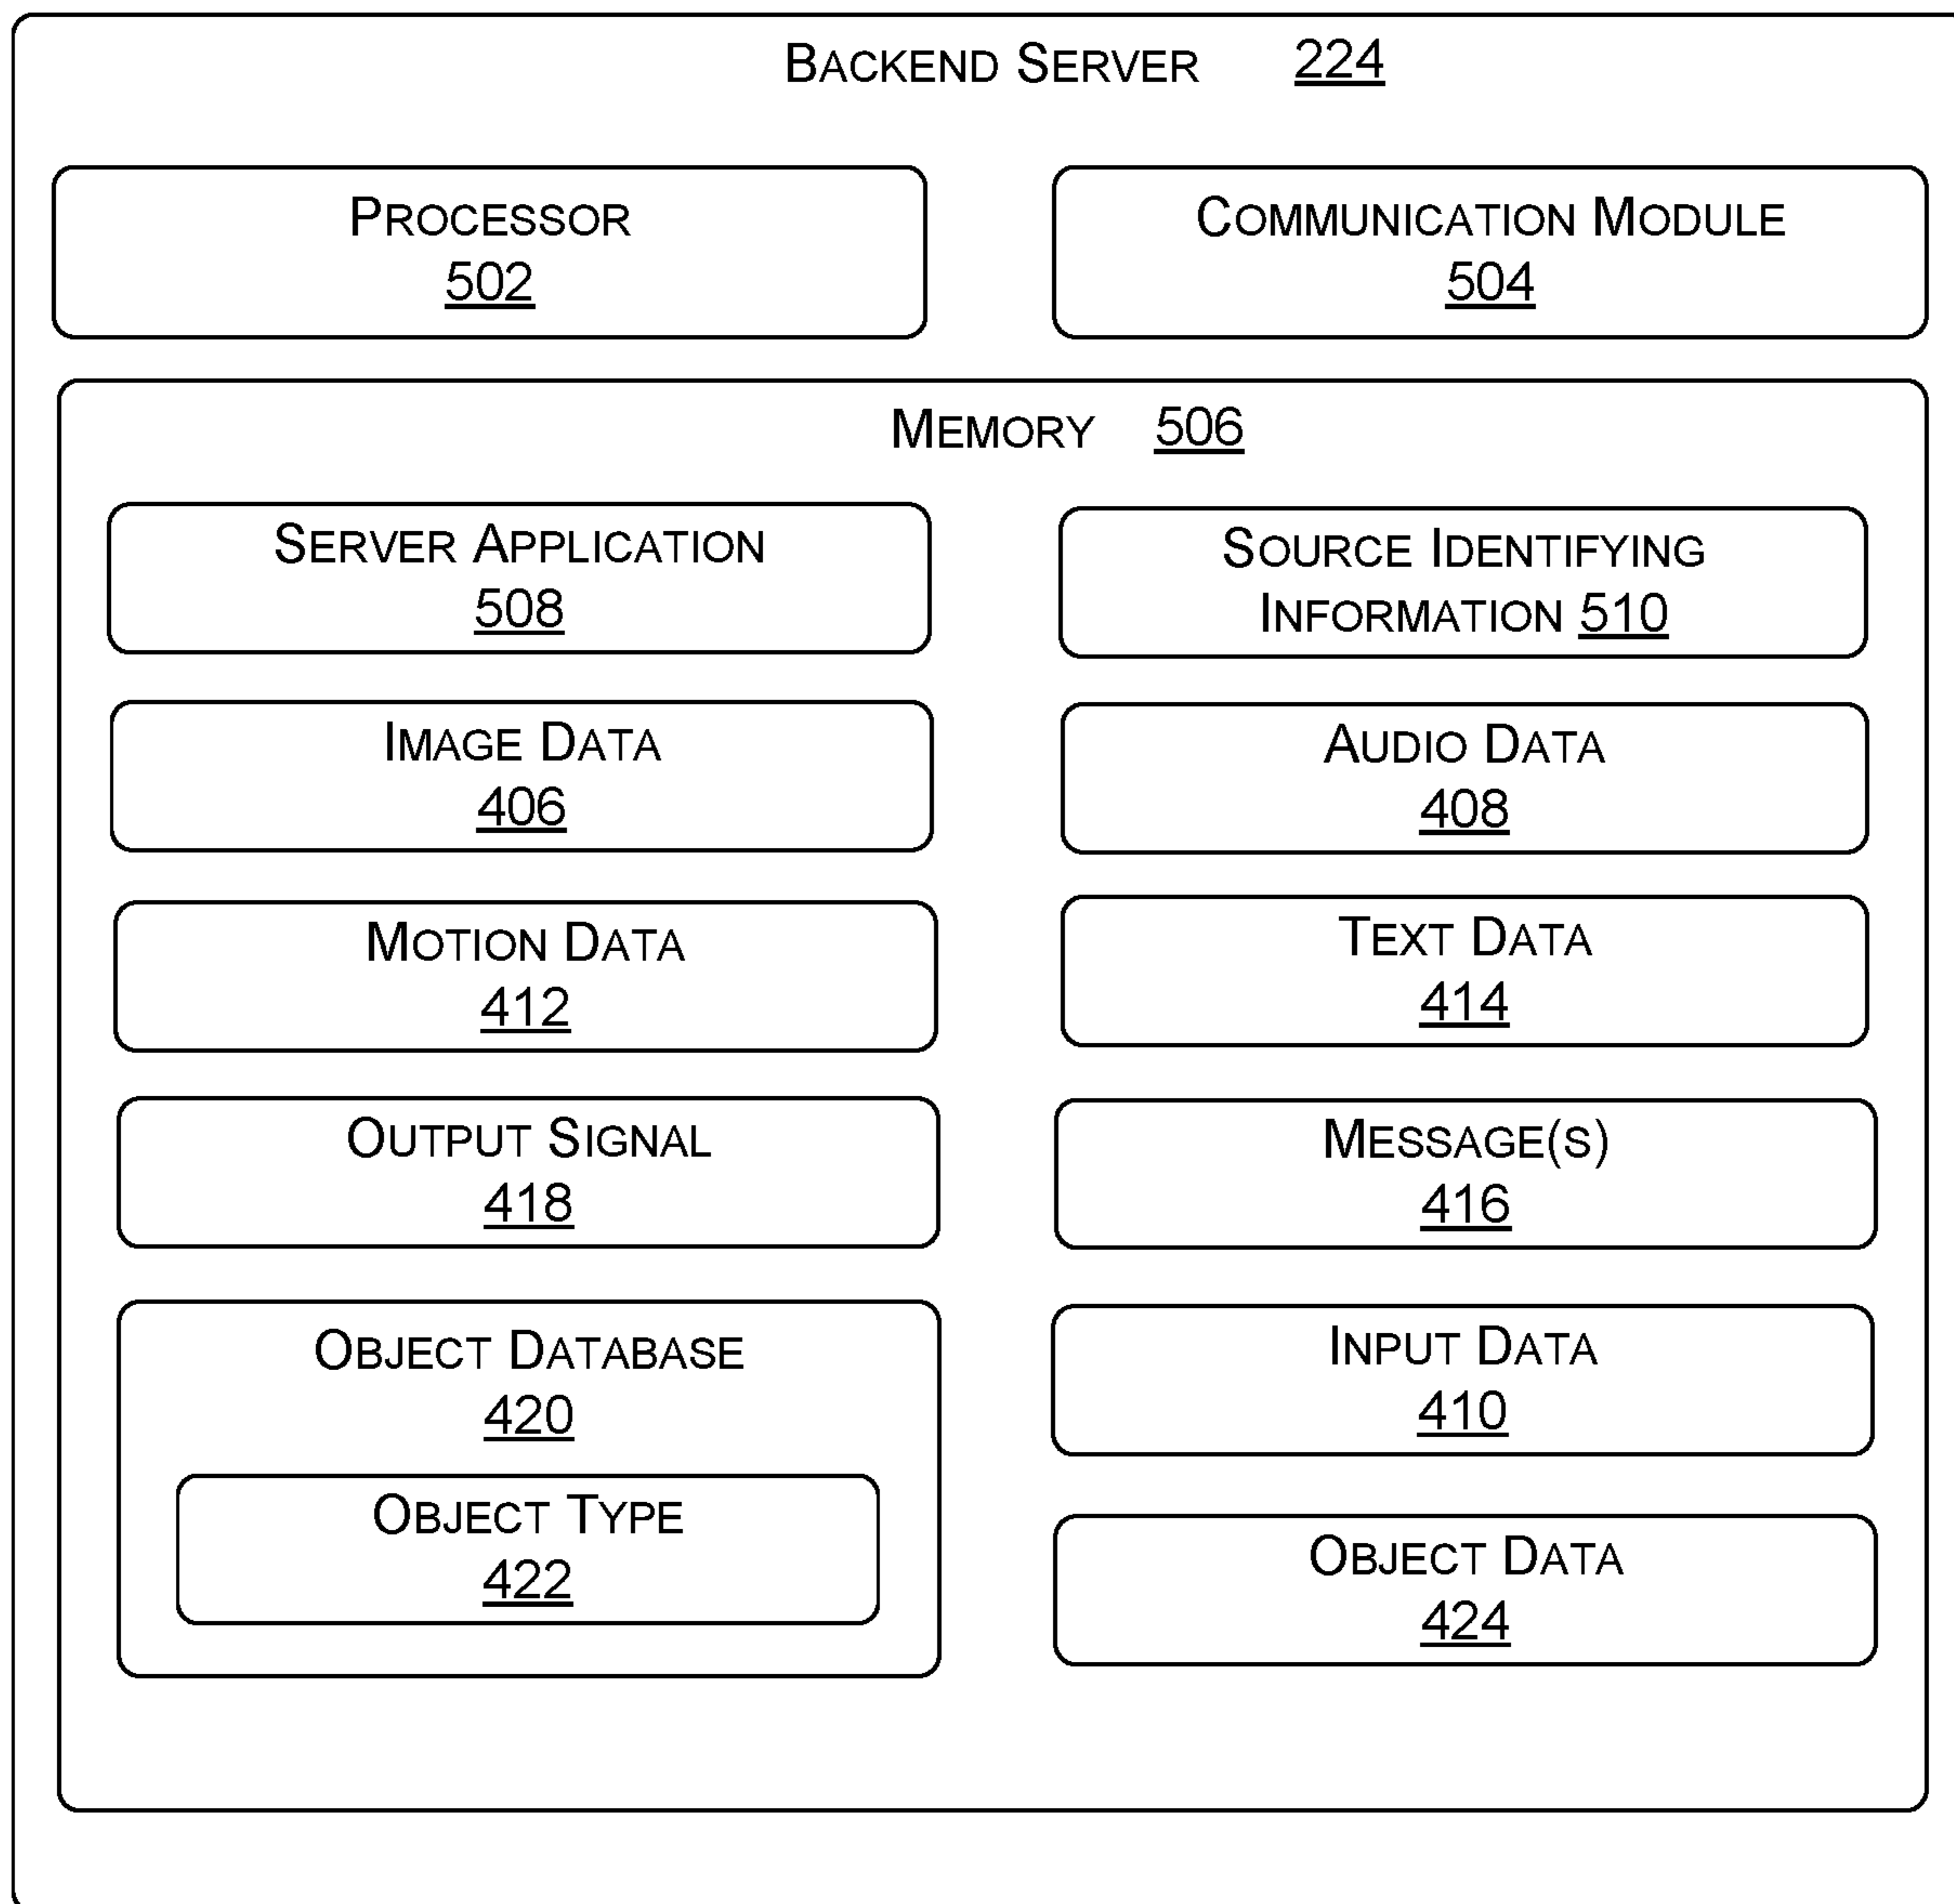 BACKEND SERVER 224
PROCESSOR
502
COMMUNICATION MODULE
504
MEMORY 506
SERVER APPLICATION
508
SOURCE IDENTIFYING
INFORMATION 510
IMAGE DATA
406
AUDIO DATA
408
MOTION DATA
412
TEXT DATA
414
OUTPUT SIGNAL
418
MESSAGE(S)
416
OBJECT DATABASE
420
OBJECT TYPE
422
INPUT DATA
410
OBJECT DATA
424